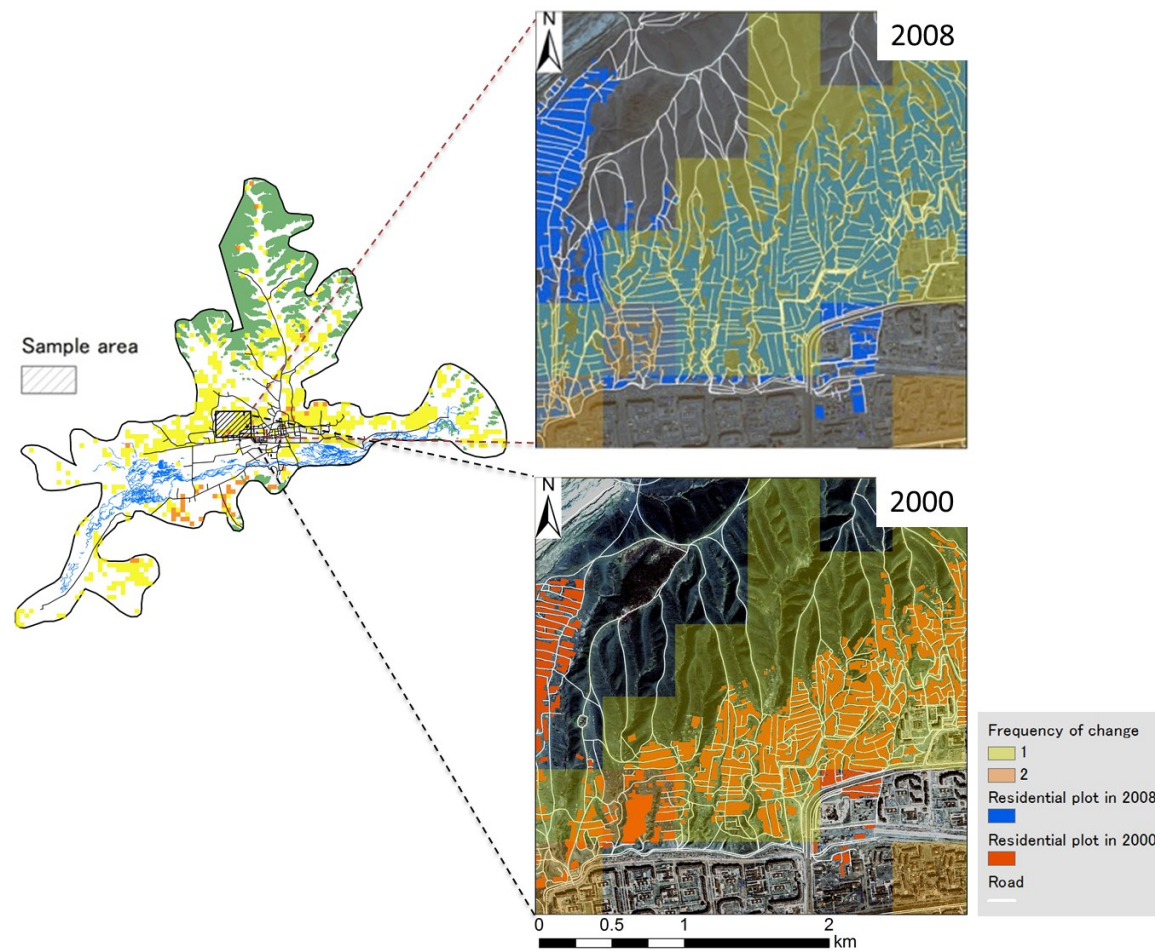 N
2008
Sample area
N
2000
Frequency of change
1
2
Residential plot in 2008
Residential plot in 2000
Road
0 0.5 1 2
km